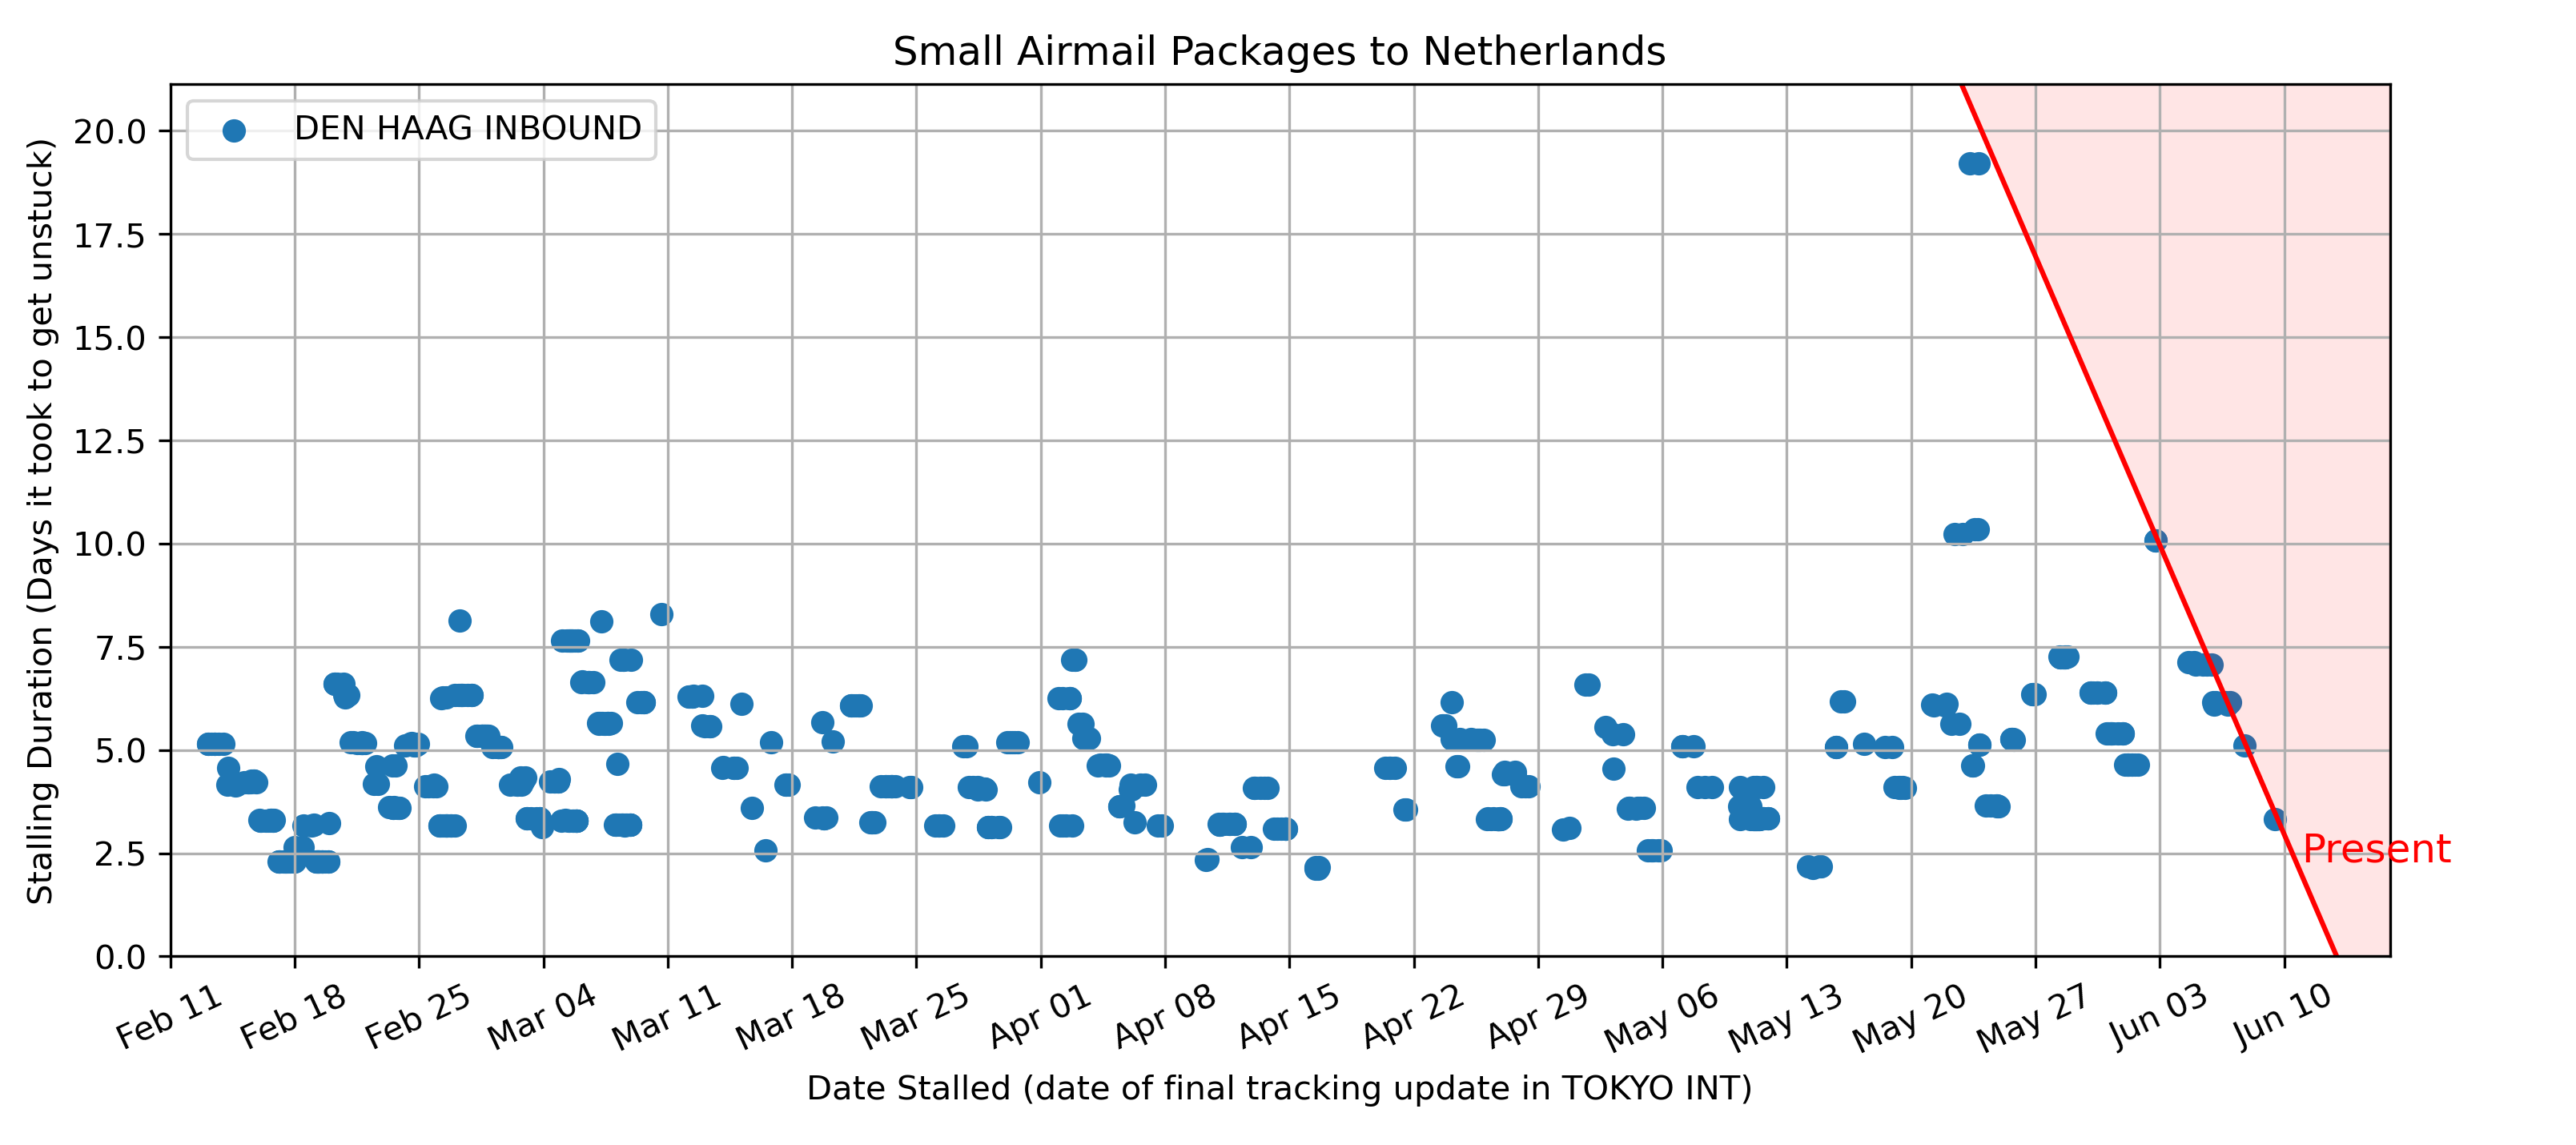 Small Airmail Packages to Netherlands
DEN HAAG INBOUND
Stalling Duration (Days it took to get unstuck)
20.0
17.5
15.0
12.5
10.0
7.5
5.0
2.5
0.0
Present
Feb 11
Feb 18
Feb 25
Mar 04
Mar 11
Mar 18
Mar 25
Apr 01
Apr 08
Apr 15
Apr 22
Apr 29
May 06
May 13
May 20
May 27
Jun 03
Jun 10
Date Stalled (date of final tracking update in TOKYO INT)